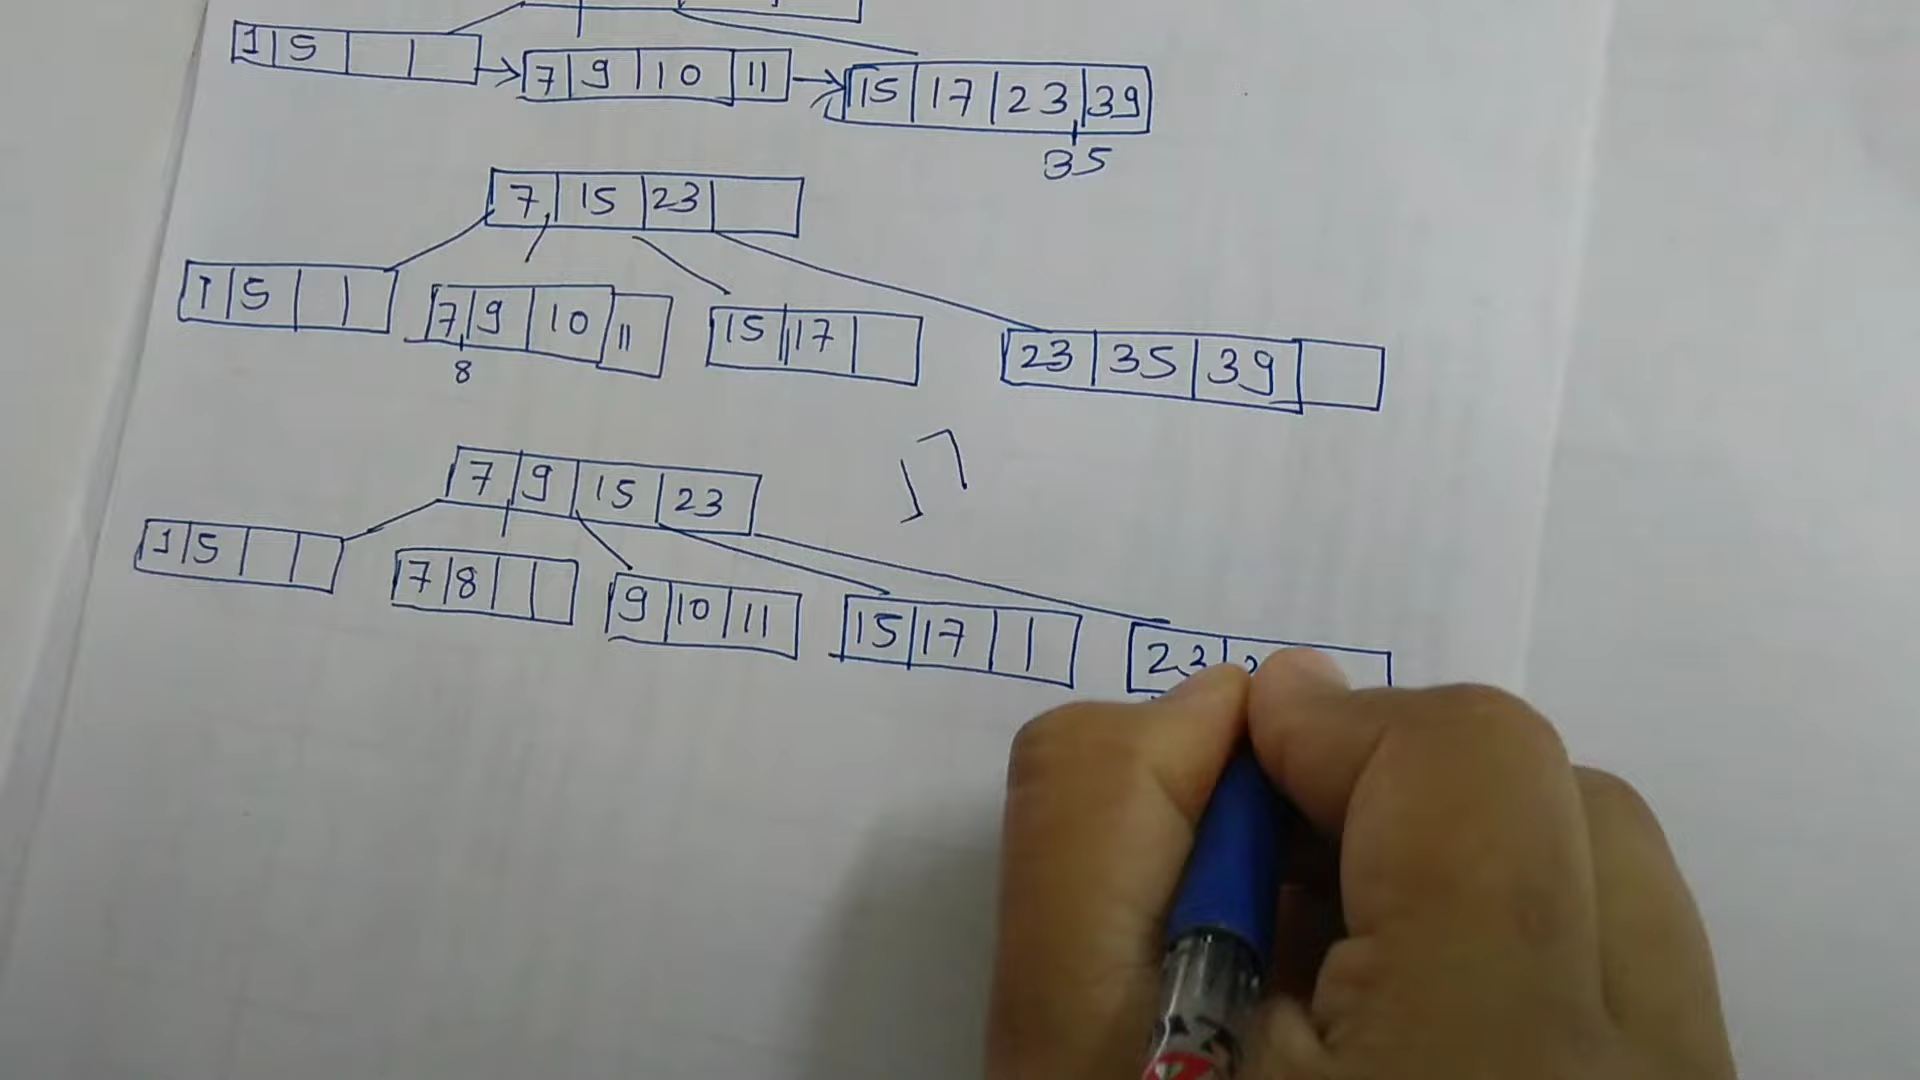 1 5
7 9 10 11
15 17 23 39
35
7 15 23
1 5
7 9 10 11
8
15 17
23 35 39
7 9 15 23
1 5
7 8
9 10 11
15 17
23